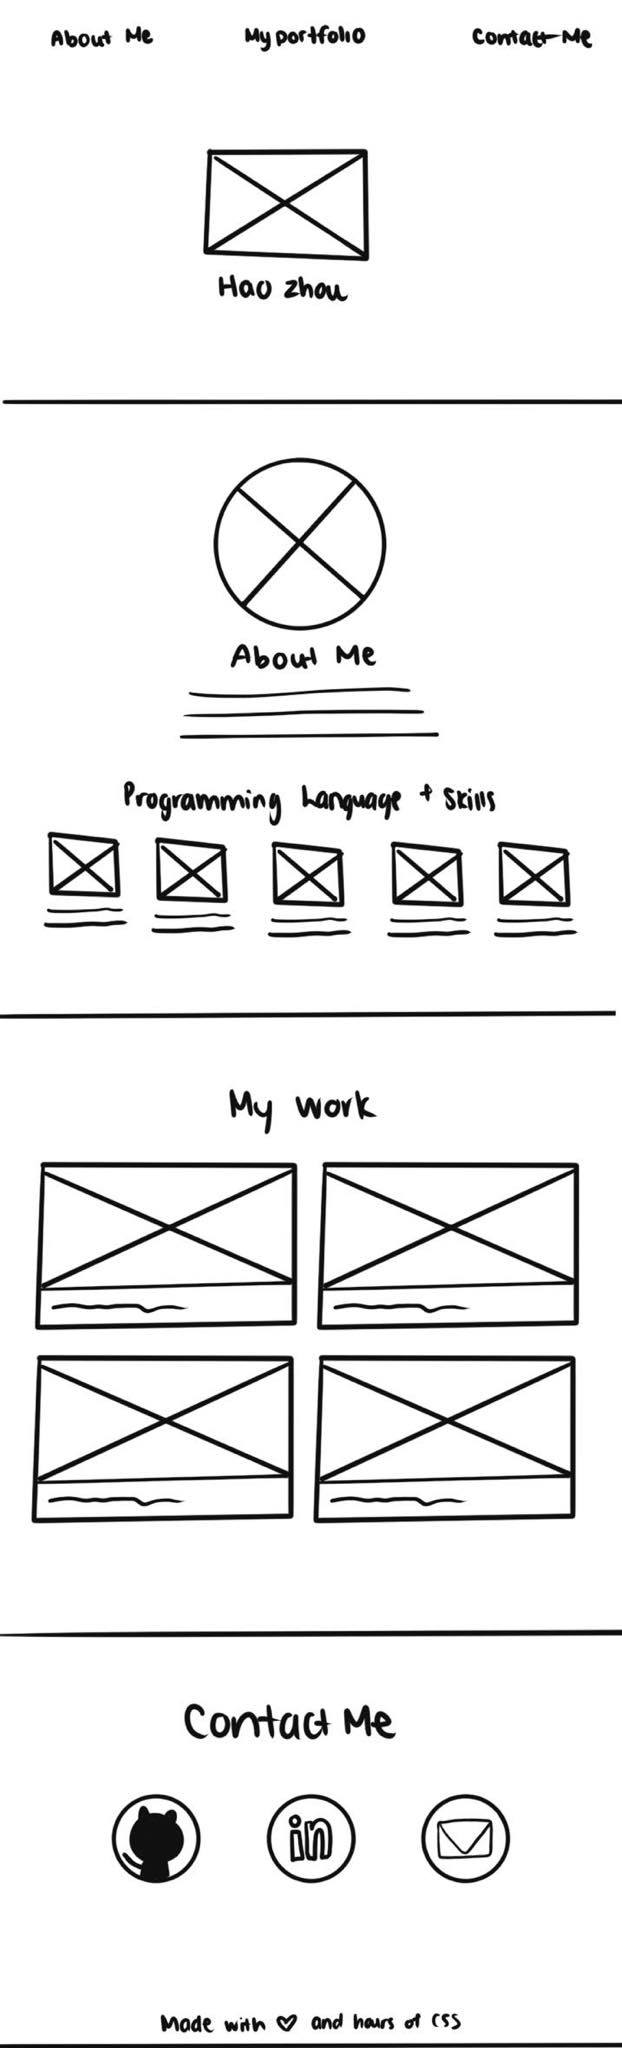 About Me
My portfolio
Contact Me
Hao zhou
About Me
Programming Language + Skills
My work
Contact Me
in
Made with ♡ and hours of CSS